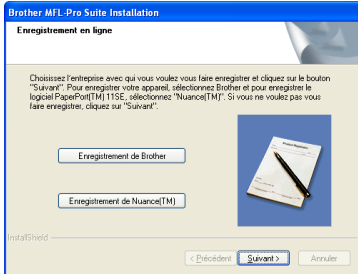 Brother MFL-Pro Suite Installation
Enregistrement en ligne
Choisissez l'entreprise avec qui vous voulez vous faire enregistrer et cliquez sur le bouton
"Suivant". Pour enregistrer votre appareil, sélectionnez Brother et pour enregistrer le
logiciel PaperPort(TM) 11SE, sélectionnez "Nuance(TM)". Si vous ne voulez pas vous
faire enregistrer, cliquez sur "Suivant".
Enregistrement de Brother
Enregistrement de Nuance(TM)
InstallShield
< Précédent
Suivant >
Annuler